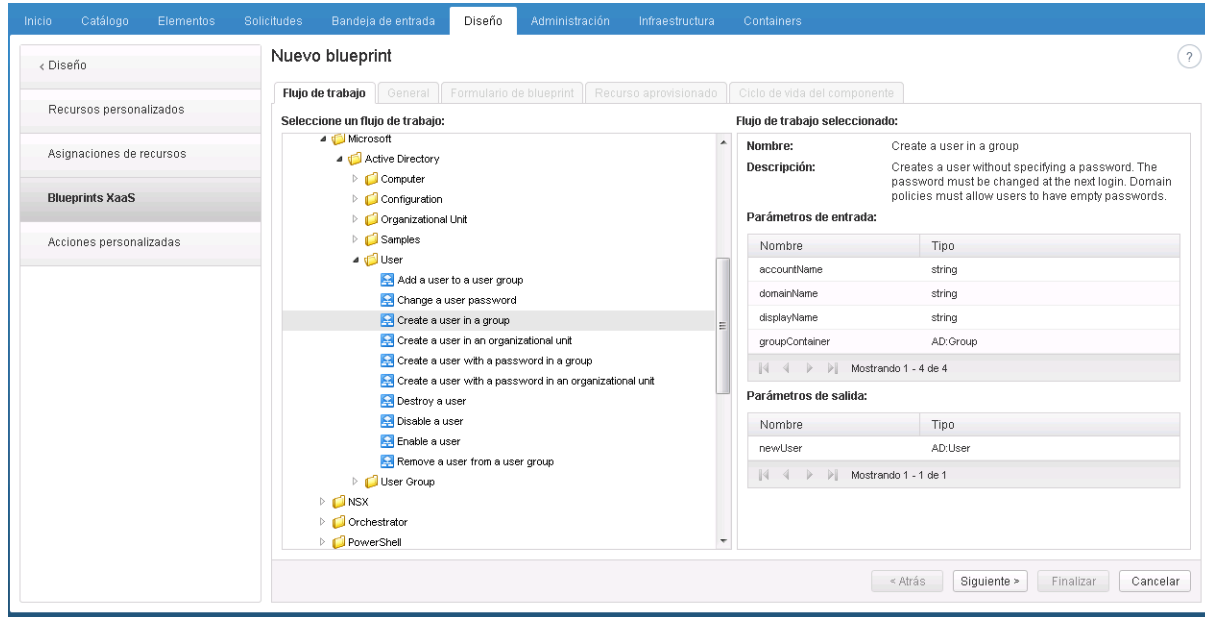 Inicio Catálogo Elementos Solicitudes Bandeja de entrada Diseño Administración Infraestructura Containers
< Diseño
Recursos personalizados
Asignaciones de recursos
Blueprints XaaS
Acciones personalizadas
Nuevo blueprint
?
Flujo de trabajo General Formulario de blueprint Recurso aprovisionado Ciclo de vida del componente
Seleccione un flujo de trabajo:
Microsoft
Active Directory
Computer
Configuration
Organizational Unit
Samples
User
Add a user to a user group
Change a user password
Create a user in a group
Create a user in an organizational unit
Create a user with a password in a group
Create a user with a password in an organizational unit
Destroy a user
Disable a user
Enable a user
Remove a user from a user group
User Group
NSX
Orchestrator
PowerShell
Flujo de trabajo seleccionado:
Nombre: Create a user in a group
Descripción: Creates a user without specifying a password. The
password must be changed at the next login. Domain
policies must allow users to have empty passwords.
Parámetros de entrada:
Nombre Tipo
accountName string
domainName string
displayName string
groupContainer AD:Group
Mostrando 1 - 4 de 4
Parámetros de salida:
Nombre Tipo
newUser AD:User
Mostrando 1 - 1 de 1
< Atrás Siguiente > Finalizar Cancelar